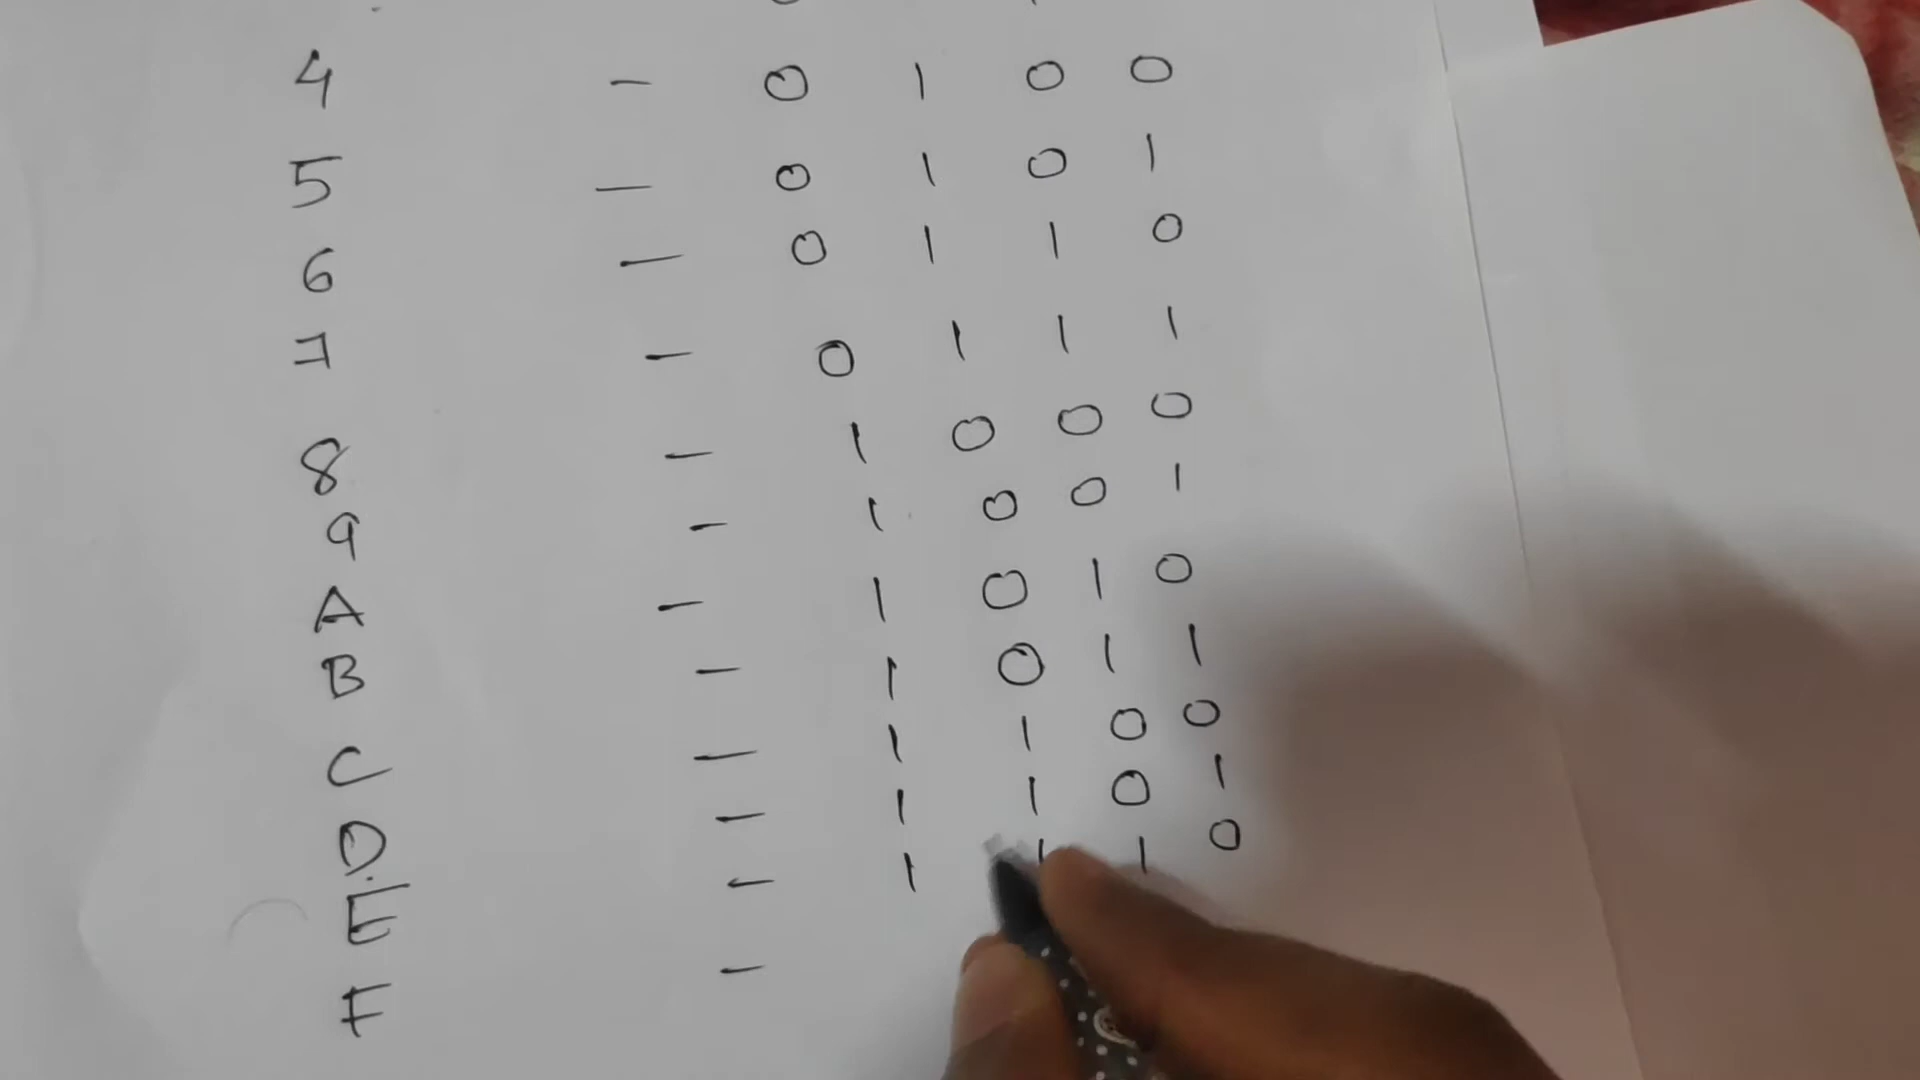 4 - 0 1 0 0
5 - 0 1 0 1
6 - 0 1 1 0
7 - 0 1 1 1
8 - 1 0 0 0
9 - 1 0 0 1
A - 1 0 1 0
B - 1 0 1 1
C - 1 1 0 0
D - 1 1 0 1
E - 1 1 1 0
F -